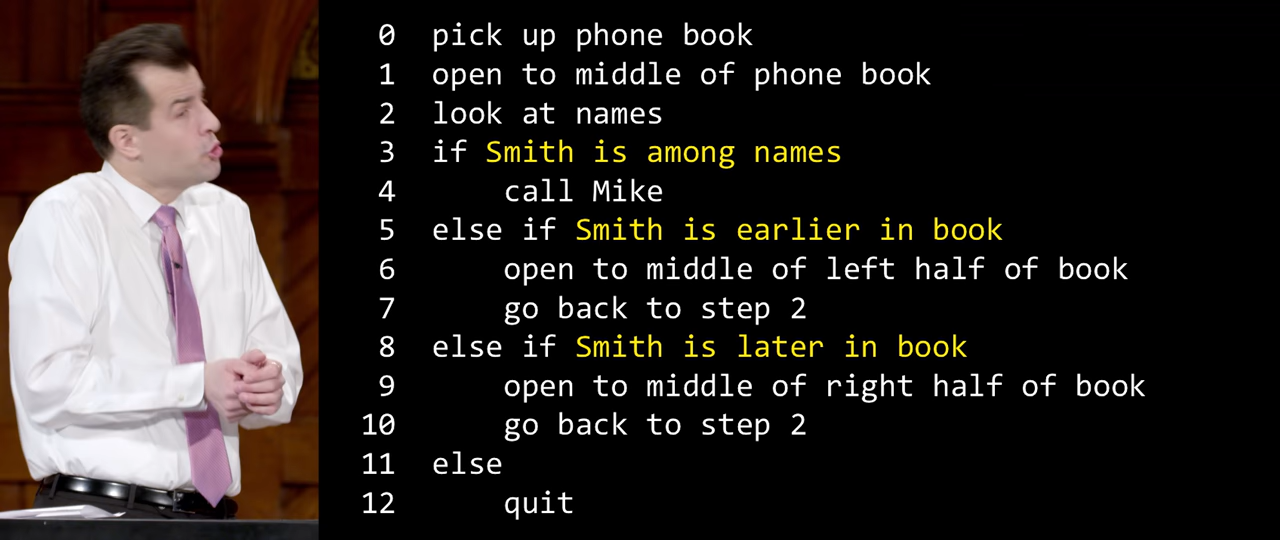 0 pick up phone book
1 open to middle of phone book
2 look at names
3 if Smith is among names
4 call Mike
5 else if Smith is earlier in book
6 open to middle of left half of book
7 go back to step 2
8 else if Smith is later in book
9 open to middle of right half of book
10 go back to step 2
11 else
12 quit